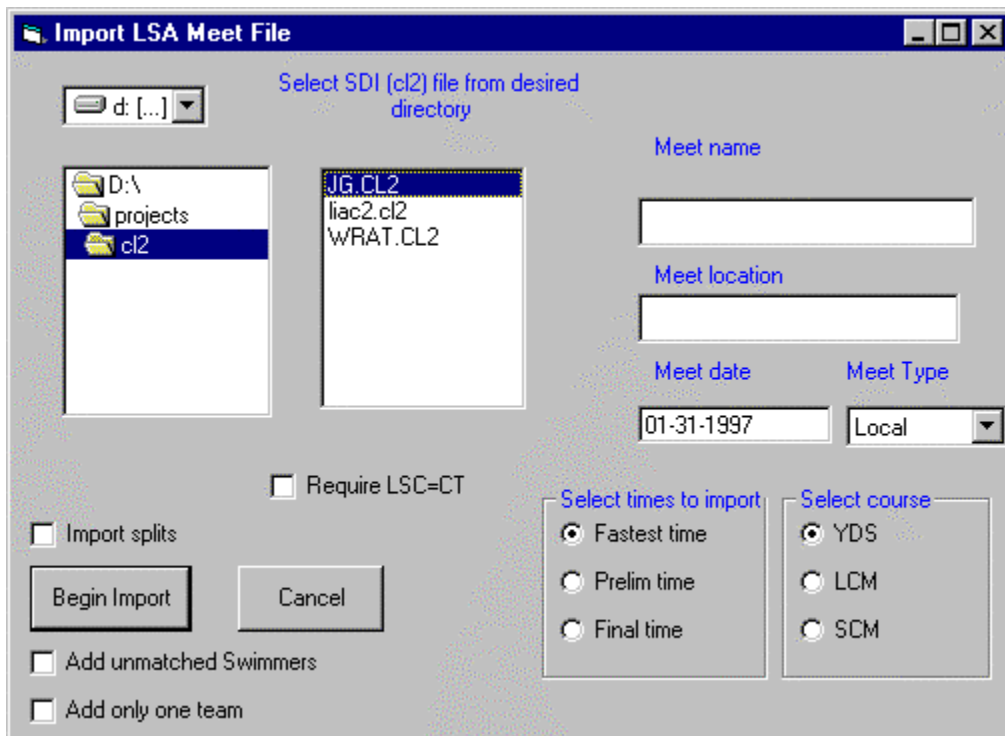 Import LSA Meet File
d: [...]
Select SDI (cl2) file from desired
directory
D:\
projects
cl2
JG.CL2
liac2.cl2
WRAT.CL2
Meet name
Meet location
Meet date
Meet Type
01-31-1997
Local
Require LSC=CT
Import splits
Begin Import
Cancel
Add unmatched Swimmers
Add only one team
Select times to import
Fastest time
Prelim time
Final time
Select course
YDS
LCM
SCM